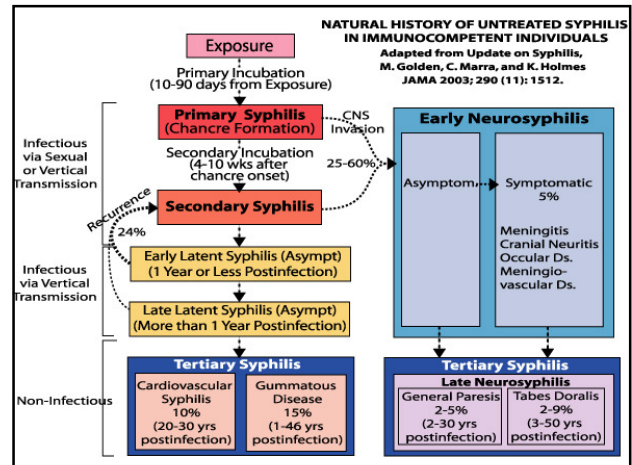 NATURAL HISTORY OF UNTREATED SYPHILIS
IN IMMUNOCOMPETENT INDIVIDUALS
Adapted from Update on Syphilis,
M. Golden, C. Marra, and K. Holmes
JAMA 2003; 290 (11): 1512.
Exposure
Primary Incubation
(10-90 days from Exposure)
Primary Syphilis
(Chancre Formation)
Secondary Incubation
(4-10 wks after
chancre onset)
Secondary Syphilis
Early Latent Syphilis (Asympt)
(1 Year or Less Postinfection)
Late Latent Syphilis (Asympt)
(More than 1 Year Postinfection)
Infectious
via Sexual
or Vertical
Transmission
Recurrence
24%
Infectious
via Vertical
Transmission
Non-Infectious
CNS
Invasion
25-60%
Early Neurosyphilis
Asymptom
Symptomatic
5%
Meningitis
Cranial Neuritis
Occular Ds.
Meningio-
vascular Ds.
Tertiary Syphilis
Cardiovascular
Syphilis
10%
(20-30 yrs
postinfection)
Gummatous
Disease
15%
(1-46 yrs
postinfection)
Tertiary Syphilis
Late Neurosyphilis
General Paresis
2-5%
(2-30 yrs
postinfection)
Tabes Doralis
2-9%
(3-50 yrs
postinfection)